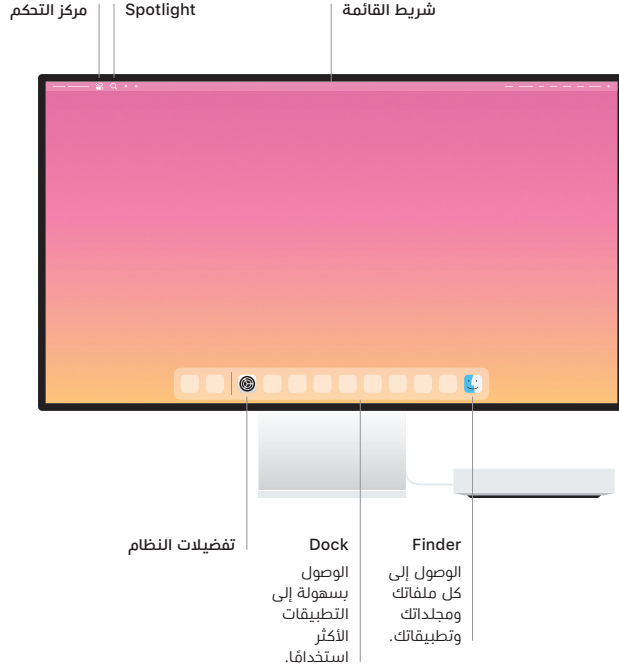 شريط القائمة
Spotlight
مركز التحكم
Finder
الوصول إلى
كل ملفاتك
ومجلداتك
وتطبيقاتك.
Dock
الوصول
بسهولة إلى
التطبيقات
الأكثر
استخدامًا.
تفضيلات النظام